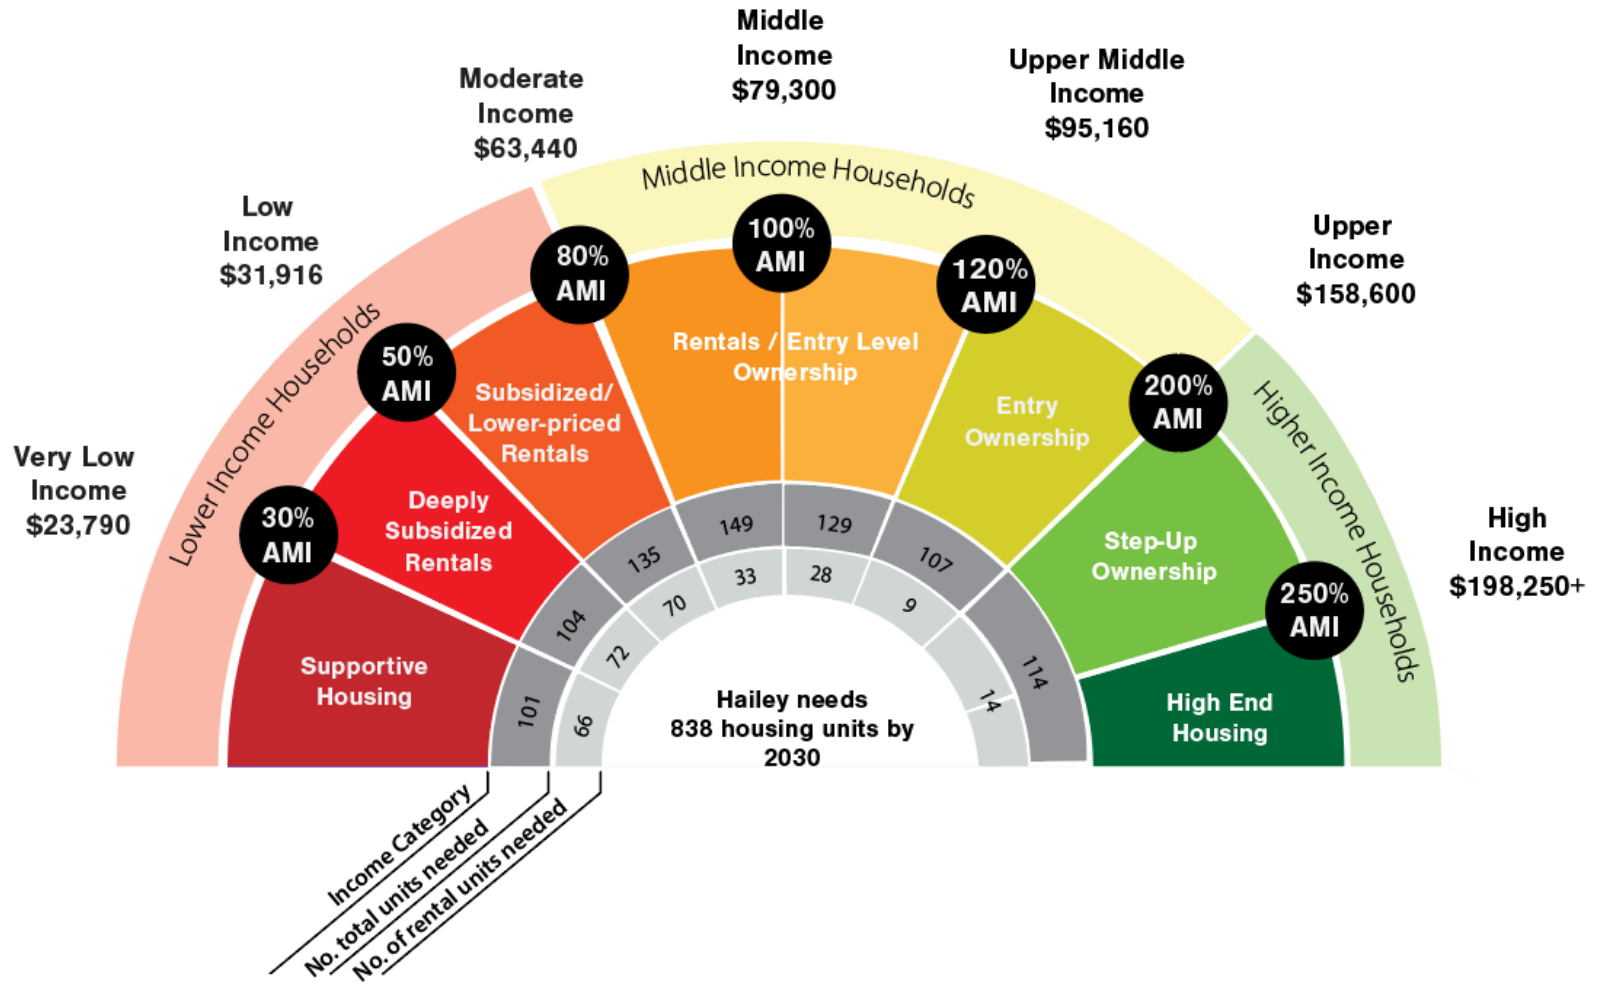 Very Low
Income
$23,790
Low
Income
$31,916
Moderate
Income
$63,440
Middle
Income
$79,300
Upper Middle
Income
$95,160
Upper
Income
$158,600
High
Income
$198,250+
Lower Income Households
Middle Income Households
Higher Income Households
30%
AMI
50%
AMI
80%
AMI
100%
AMI
120%
AMI
200%
AMI
250%
AMI
Supportive
Housing
Deeply
Subsidized
Rentals
Subsidized/
Lower-priced
Rentals
Rentals / Entry Level
Ownership
Entry
Ownership
Step-Up
Ownership
High End
Housing
101
104
135
149
129
107
114
66
72
70
33
28
9
14
Hailey needs
838 housing units by
2030
Income Category
No. total units needed
No. of rental units needed